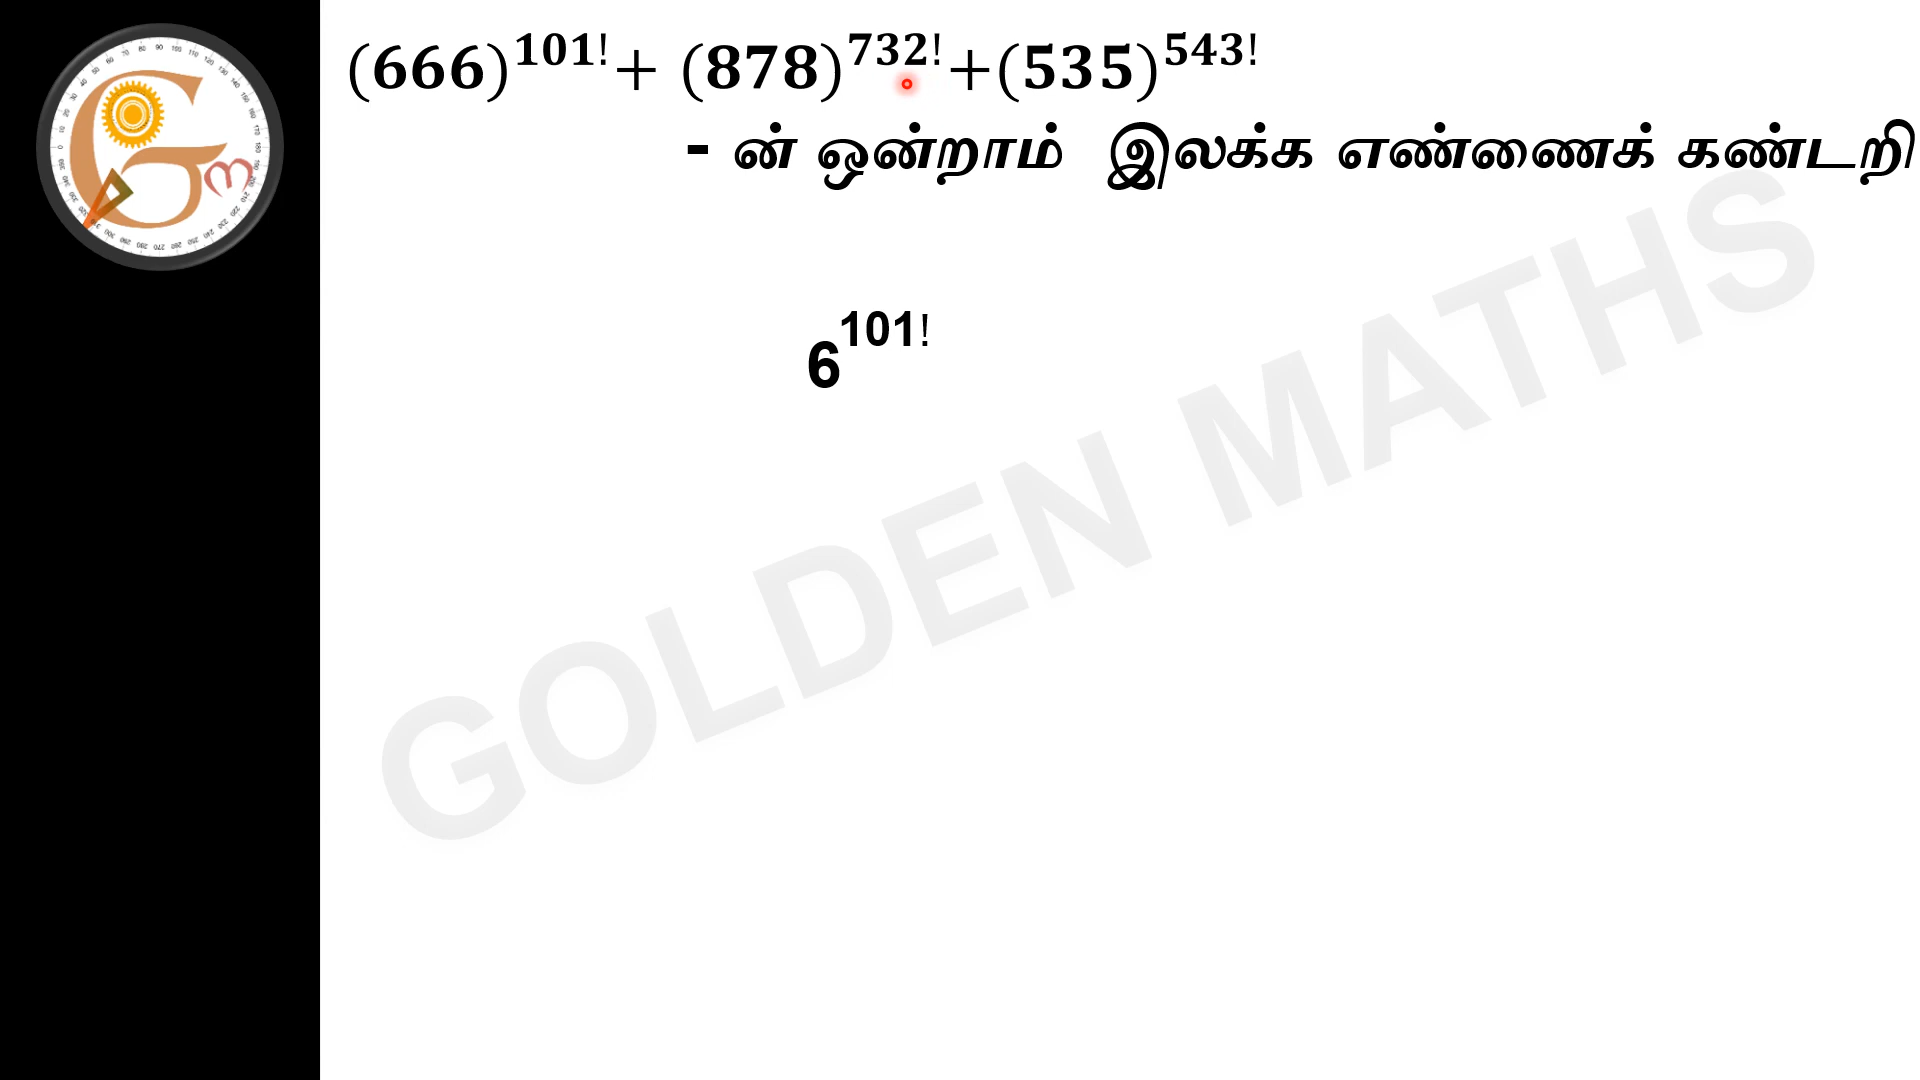 (666)^101! + (878)^732! +(535)^543!
- ன் ஒன்றாம் இலக்க எண்ணைக் கண்டறி
6^101!
GOLDEN MATHS